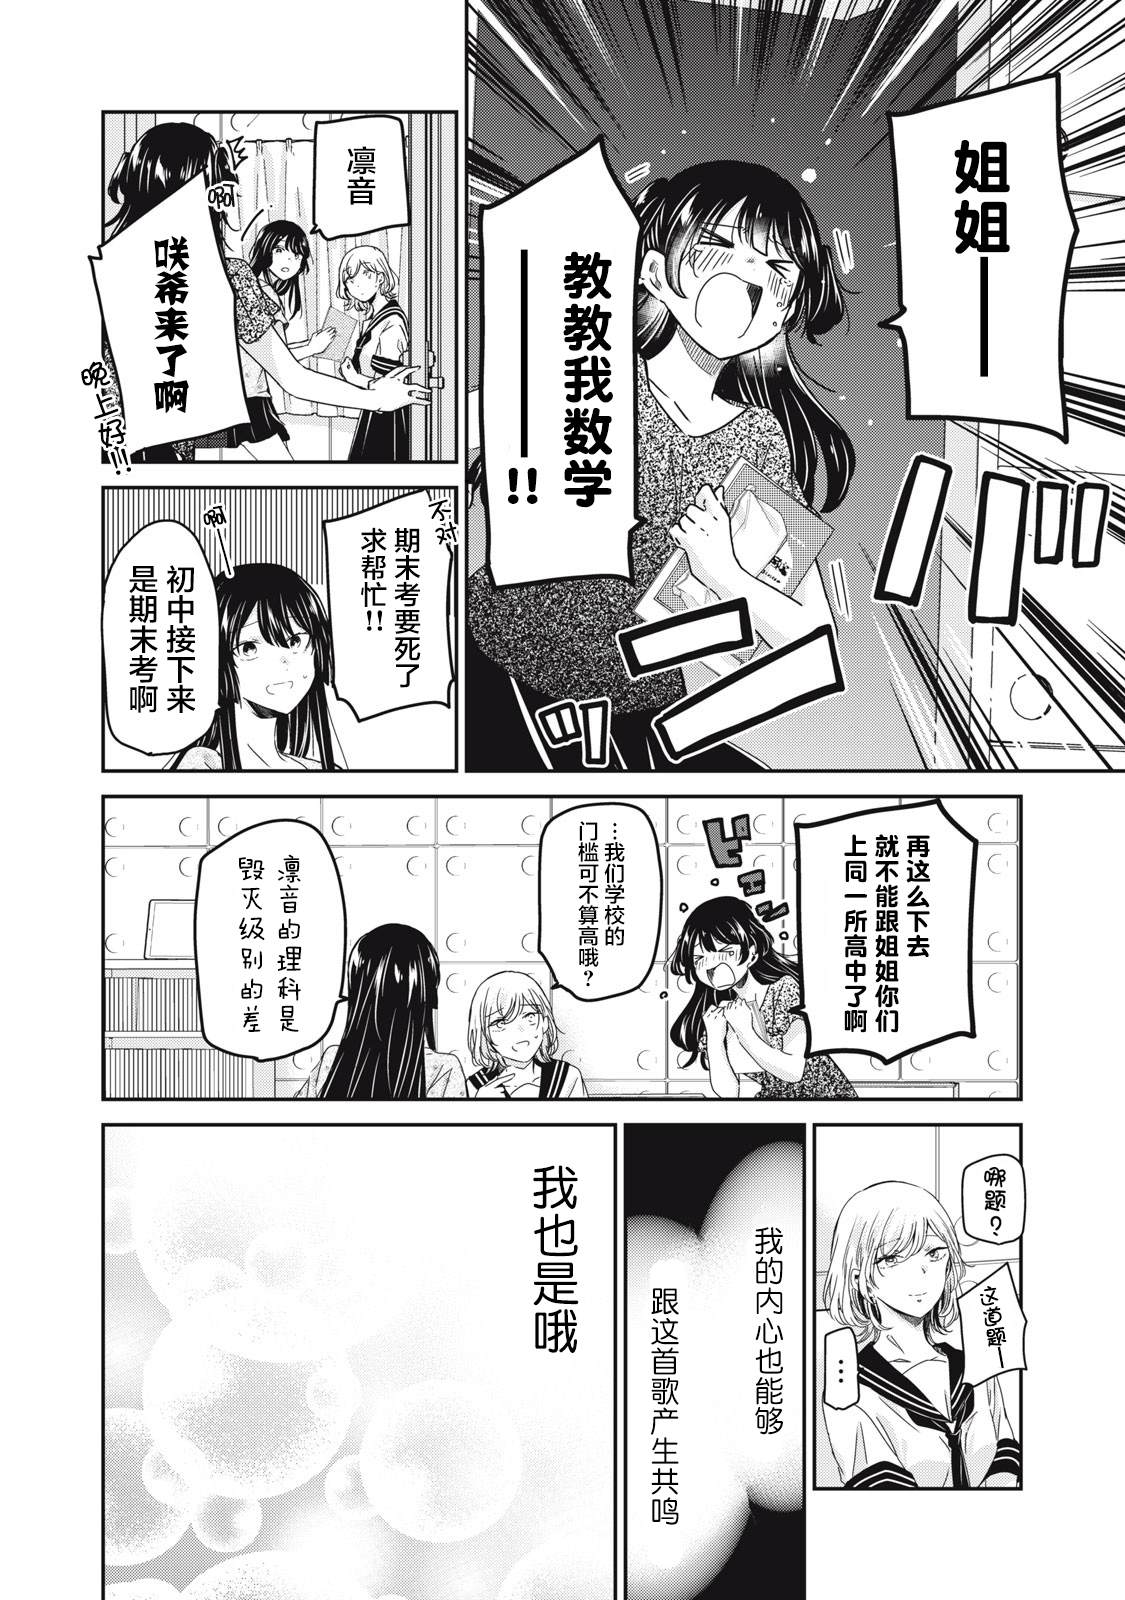 姐姐——
教教我数学
——!!
凛音
啊
咲希来了啊
晚上好!!
不对
期末考要死了
求帮忙!!
啊——
初中接下来
是期末考啊
再这么下去
就不能跟姐姐你们
上同一所高中了啊
…我们学校的
门槛可不算高哦?
凛音的理科是
毁灭级别的差
哪题?
这道题—
…
我的内心也能够
跟这首歌产生共鸣
我也是哦